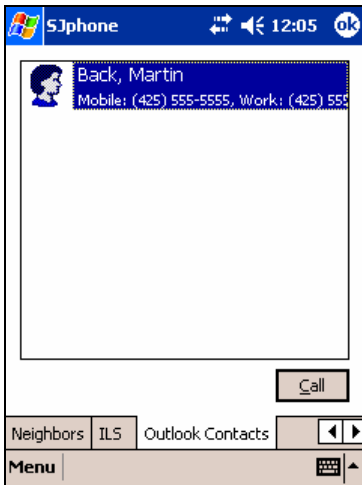 SJphone 12:05 ok
Back, Martin
Mobile: (425) 555-5555, Work: (425) 555
Call
Neighbors ILS Outlook Contacts
Menu